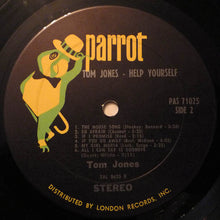 parrot
TOM JONES - HELP YOURSELF
PAS 71025
SIDE 2
1. THE HOUSE SONG
2. SO AFRAID
3. IF I PROMISE
4. IF YOU GO AWAY
5. MY GIRL MARIA
6. ALL I CAN SAY IS GOODBYE
Tom Jones
STEREO
DISTRIBUTED BY LONDON RECORDS, INC.